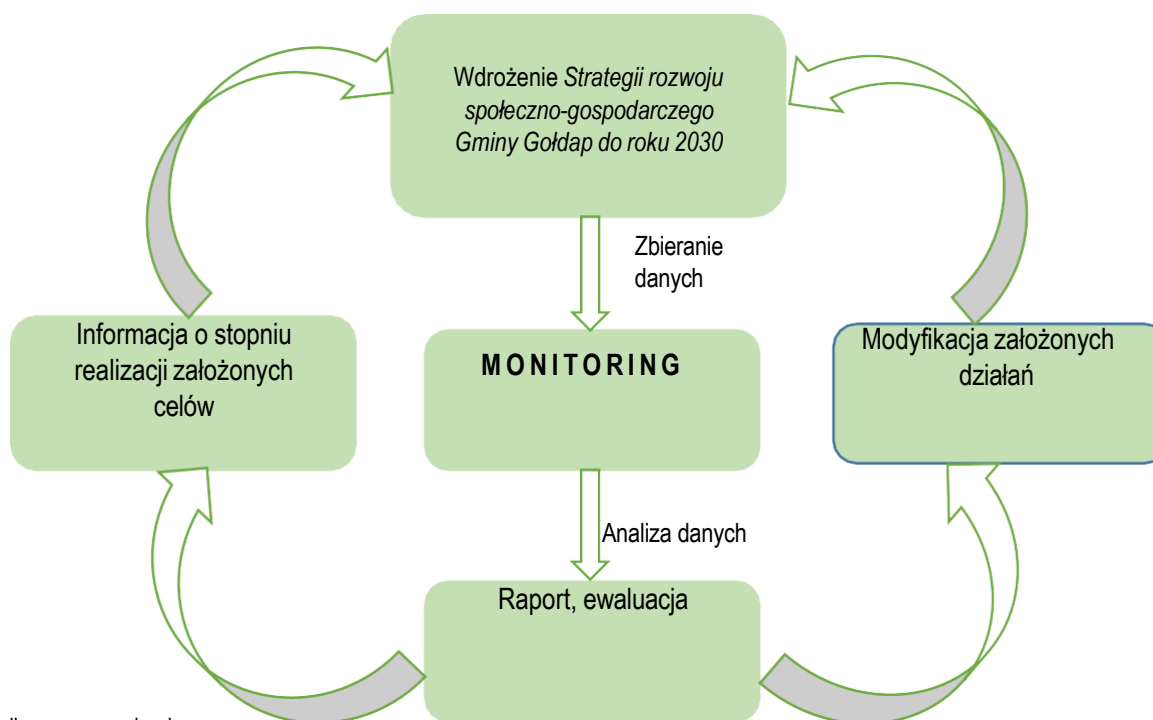 Wdrożenie Strategii rozwoju
społeczno-gospodarczego
Gminy Gołdap do roku 2030
Zbieranie
danych
Informacja o stopniu
realizacji założonych
celów
MONITORING
Modyfikacja założonych
działań
Analiza danych
Raport, ewaluacja